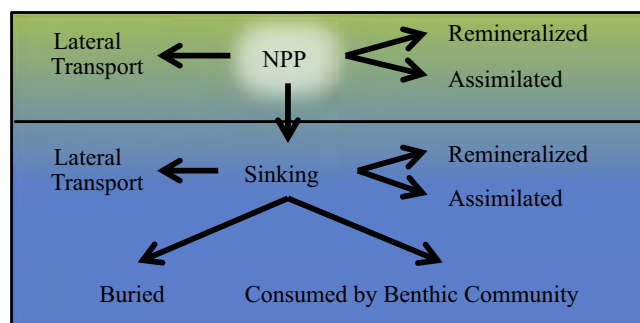 Lateral
Transport
NPP
Remineralized
Assimilated
Lateral
Transport
Sinking
Remineralized
Assimilated
Buried
Consumed by Benthic Community